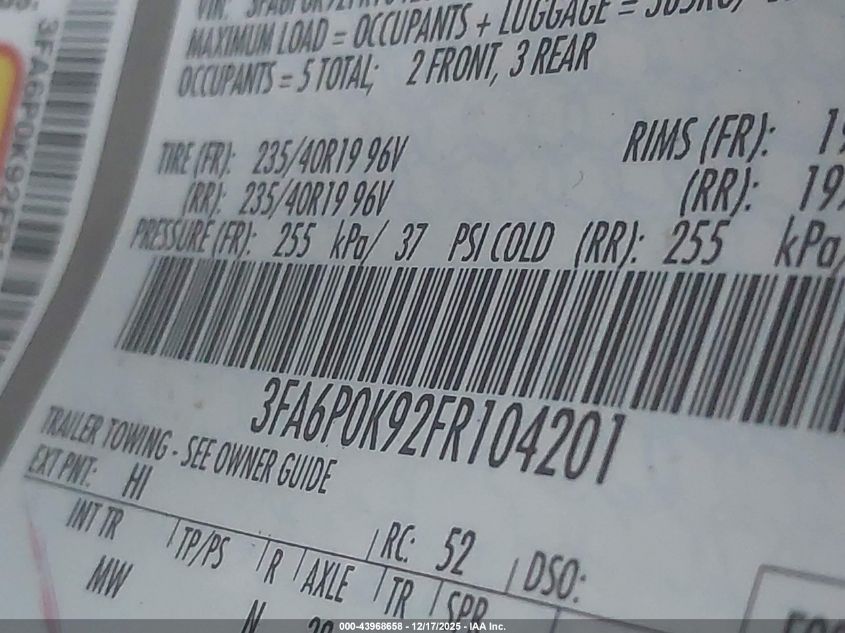 MAXIMUM LOAD = OCCUPANTS + LUGGAGE =
OCCUPANTS = 5 TOTAL; 2 FRONT, 3 REAR
TIRE (FR): 235/40R19 96V RIMS (FR):
(RR): 235/40R19 96V (RR):
PRESSURE (FR): 255 kPa/ 37 PSI COLD (RR): 255 kPa/
3FA6P0K92FR104201
TRAILER TOWING - SEE OWNER GUIDE
EXT PNT: HI RC: 52 DSO:
INT TR TP/PS R AXLE TR SPR
MW N
000-43968658 - 12/17/2025 - IAA Inc.